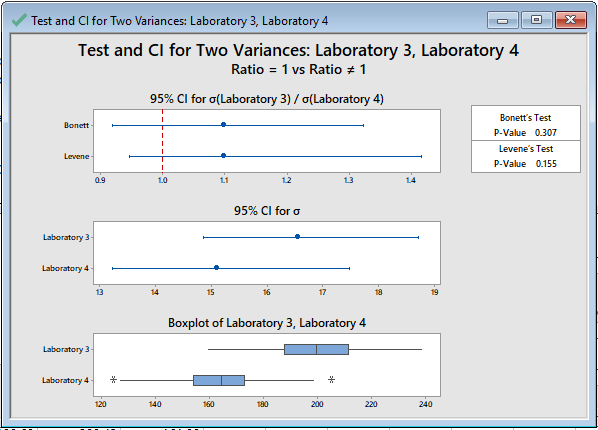 Test and CI for Two Variances: Laboratory 3, Laboratory 4
Test and CI for Two Variances: Laboratory 3, Laboratory 4
Ratio = 1 vs Ratio ≠ 1
95% CI for σ(Laboratory 3) / σ(Laboratory 4)
Bonett
Levene
0.9 1.0 1.1 1.2 1.3 1.4
Bonett's Test
P-Value 0.307
Levene's Test
P-Value 0.155
95% CI for σ
Laboratory 3
Laboratory 4
13 14 15 16 17 18 19
Boxplot of Laboratory 3, Laboratory 4
Laboratory 3
Laboratory 4
120 140 160 180 200 220 240